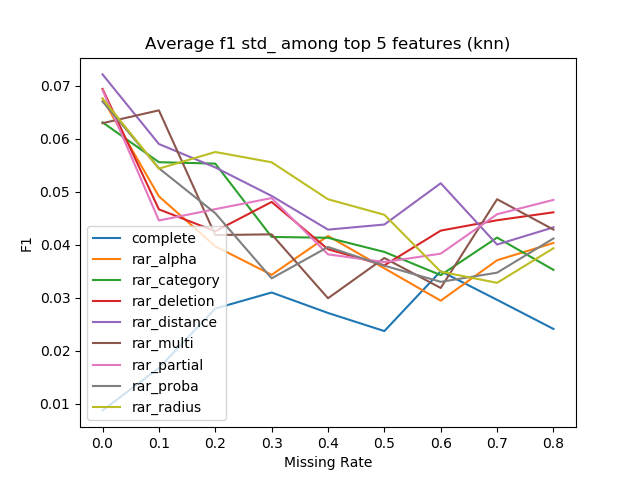 Average f1 std_ among top 5 features (knn)
0.07
0.06
0.05
0.04
0.03
0.02
0.01
F1
complete
rar_alpha
rar_category
rar_deletion
rar_distance
rar_multi
rar_partial
rar_proba
rar_radius
0.0 0.1 0.2 0.3 0.4 0.5 0.6 0.7 0.8
Missing Rate